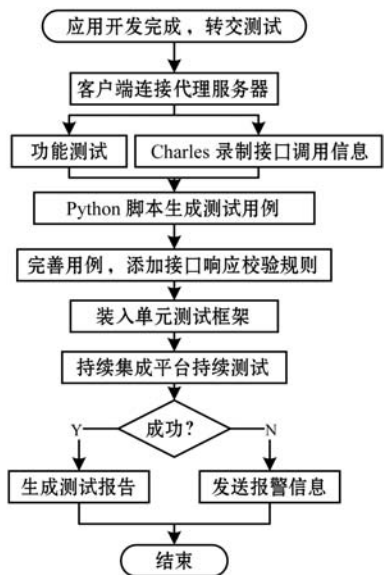 应用开发完成，转交测试
客户端连接代理服务器
功能测试
Charles 录制接口调用信息
Python 脚本生成测试用例
完善用例，添加接口响应校验规则
装入单元测试框架
持续集成平台持续测试
成功?
Y
N
生成测试报告
发送报警信息
结束